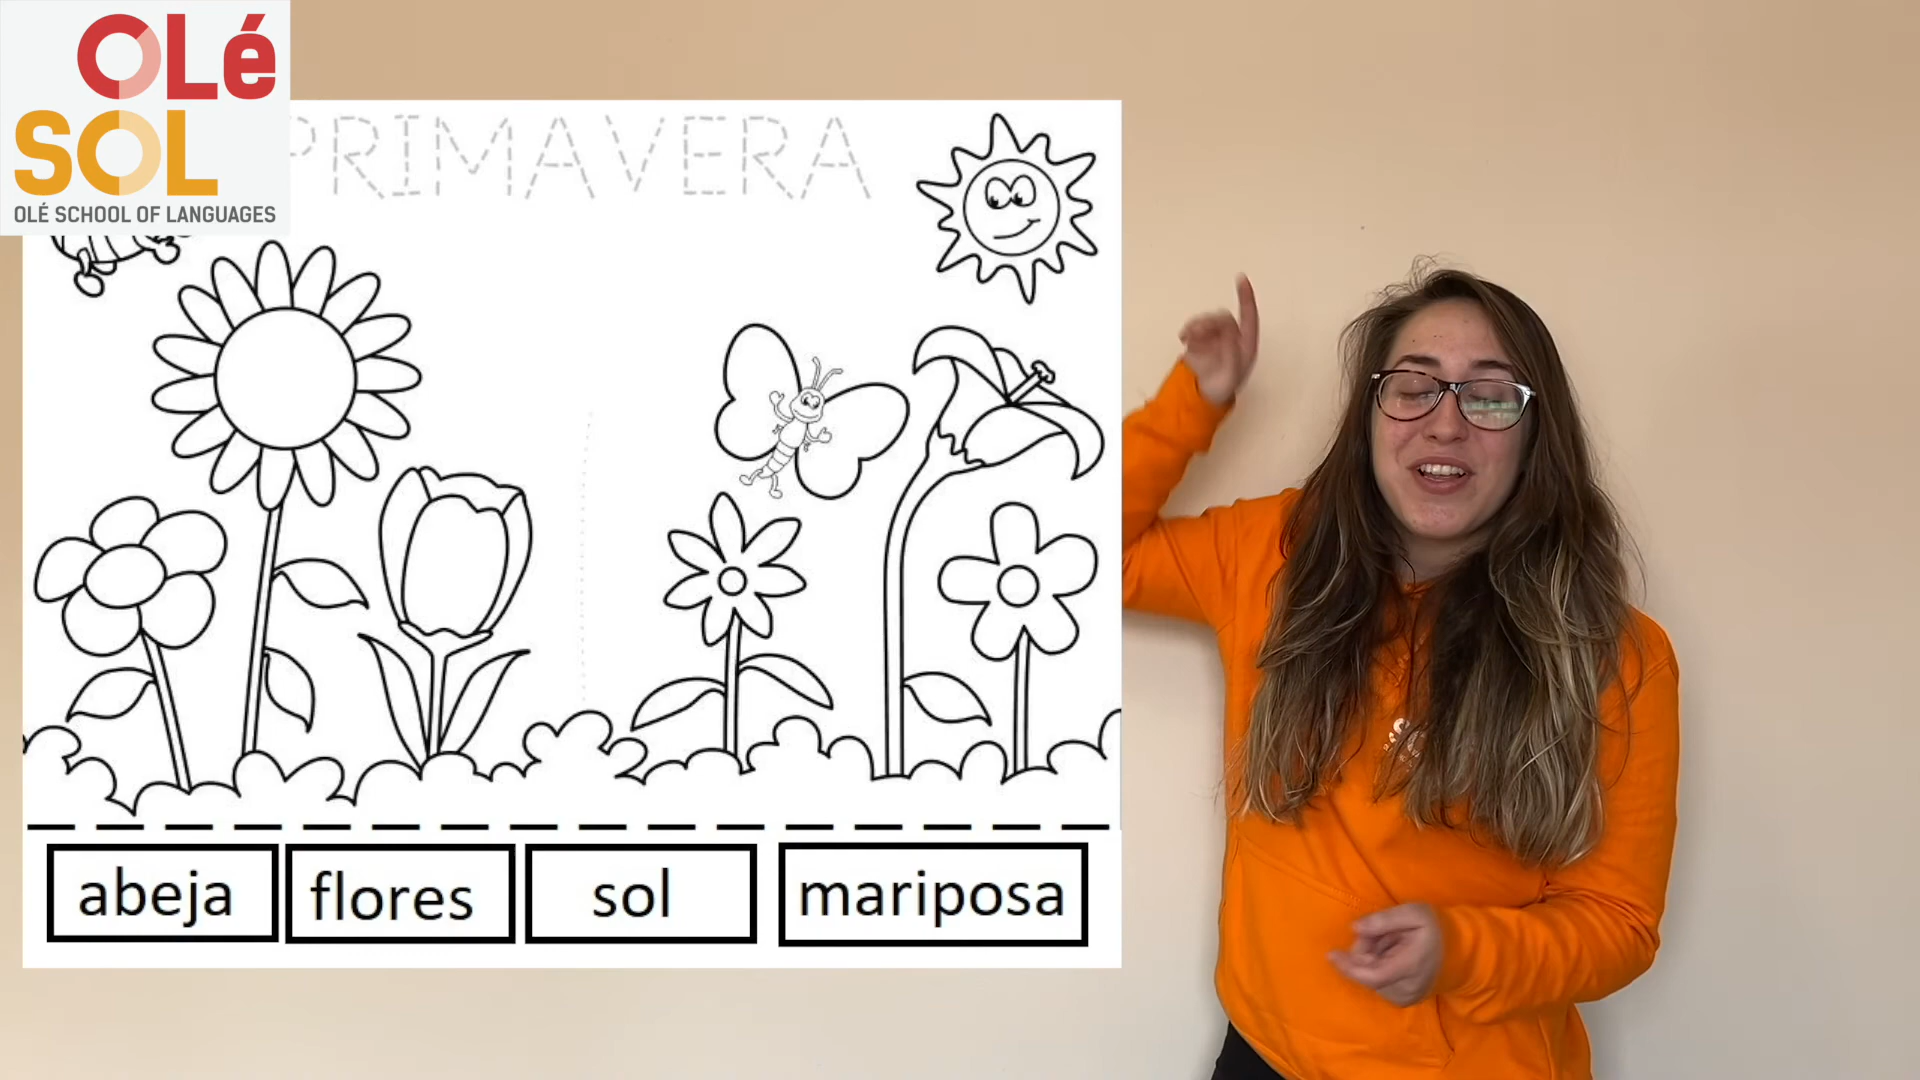 OLé
SOL
OLÉ SCHOOL OF LANGUAGES
PRIMAVERA
abeja
flores
sol
mariposa